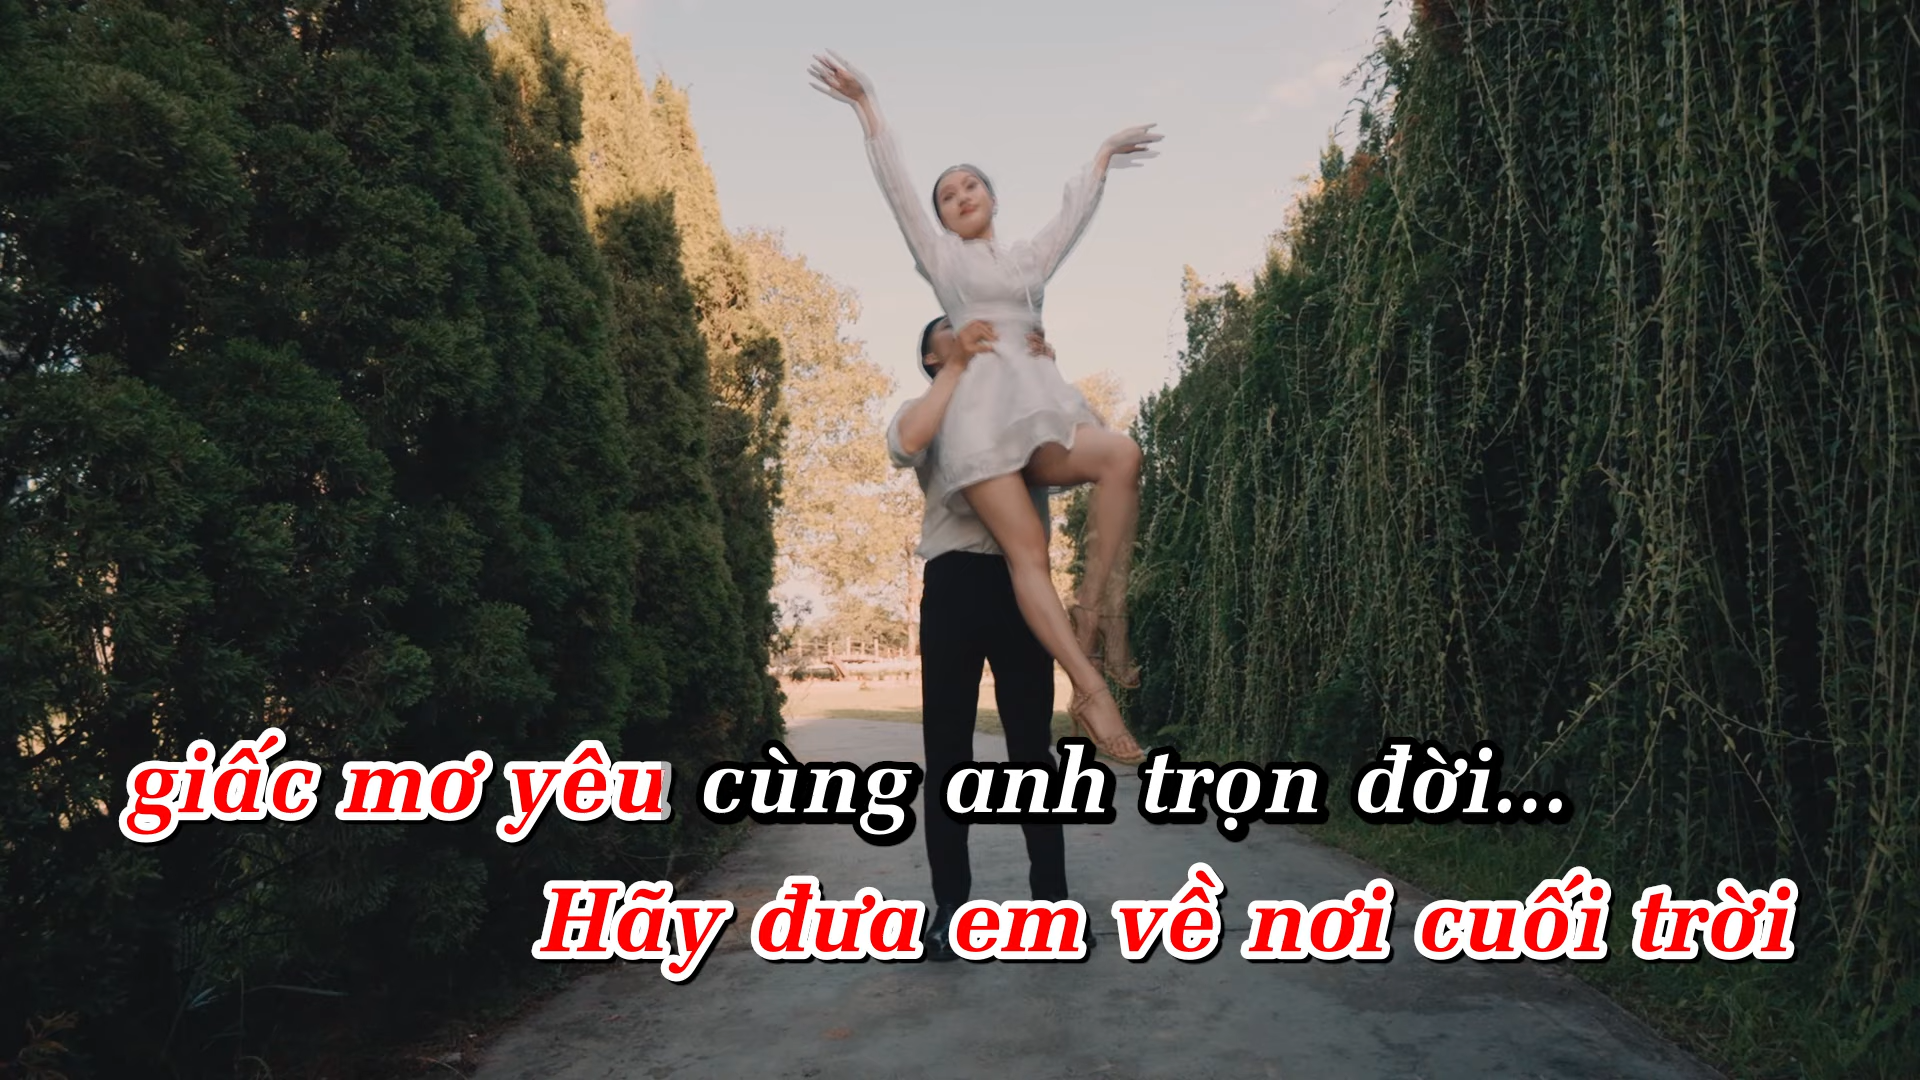 giấc mơ yêu cùng anh trọn đời...
Hãy đưa em về nơi cuối trời